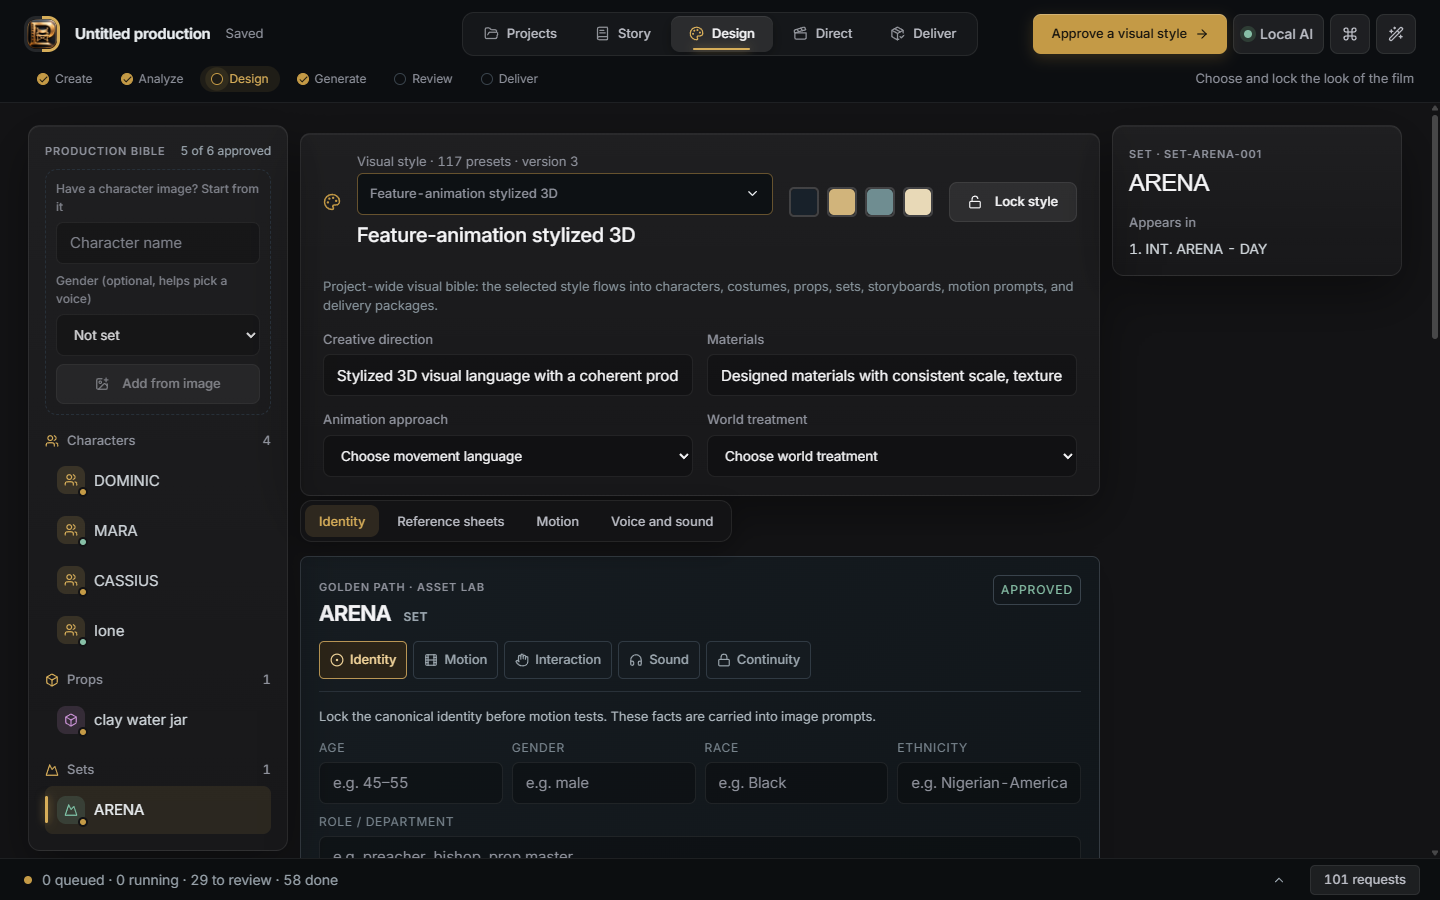 Untitled production Saved
Projects
Story
Design
Direct
Deliver
Approve a visual style →
Local AI
Create
Analyze
Design
Generate
Review
Deliver
Choose and lock the look of the film
PRODUCTION BIBLE 5 of 6 approved
Have a character image? Start from
it
Character name
Gender (optional, helps pick a
voice)
Not set
Add from image
Characters 4
DOMINIC
MARA
CASSIUS
Ione
Props 1
clay water jar
Sets 1
ARENA
Visual style · 117 presets · version 3
Feature-animation stylized 3D
Lock style
Feature-animation stylized 3D
Project-wide visual bible: the selected style flows into characters, costumes, props, sets, storyboards, motion prompts, and
delivery packages.
Creative direction
Materials
Stylized 3D visual language with a coherent prod
Designed materials with consistent scale, texture
Animation approach
World treatment
Choose movement language
Choose world treatment
Identity
Reference sheets
Motion
Voice and sound
GOLDEN PATH · ASSET LAB
APPROVED
ARENA SET
Identity
Motion
Interaction
Sound
Continuity
Lock the canonical identity before motion tests. These facts are carried into image prompts.
AGE
GENDER
RACE
ETHNICITY
e.g. 45–55
e.g. male
e.g. Black
e.g. Nigerian-America
ROLE / DEPARTMENT
e.g. preacher, bishop, prop master
SET · SET-ARENA-001
ARENA
Appears in
1. INT. ARENA - DAY
0 queued · 0 running · 29 to review · 58 done
101 requests